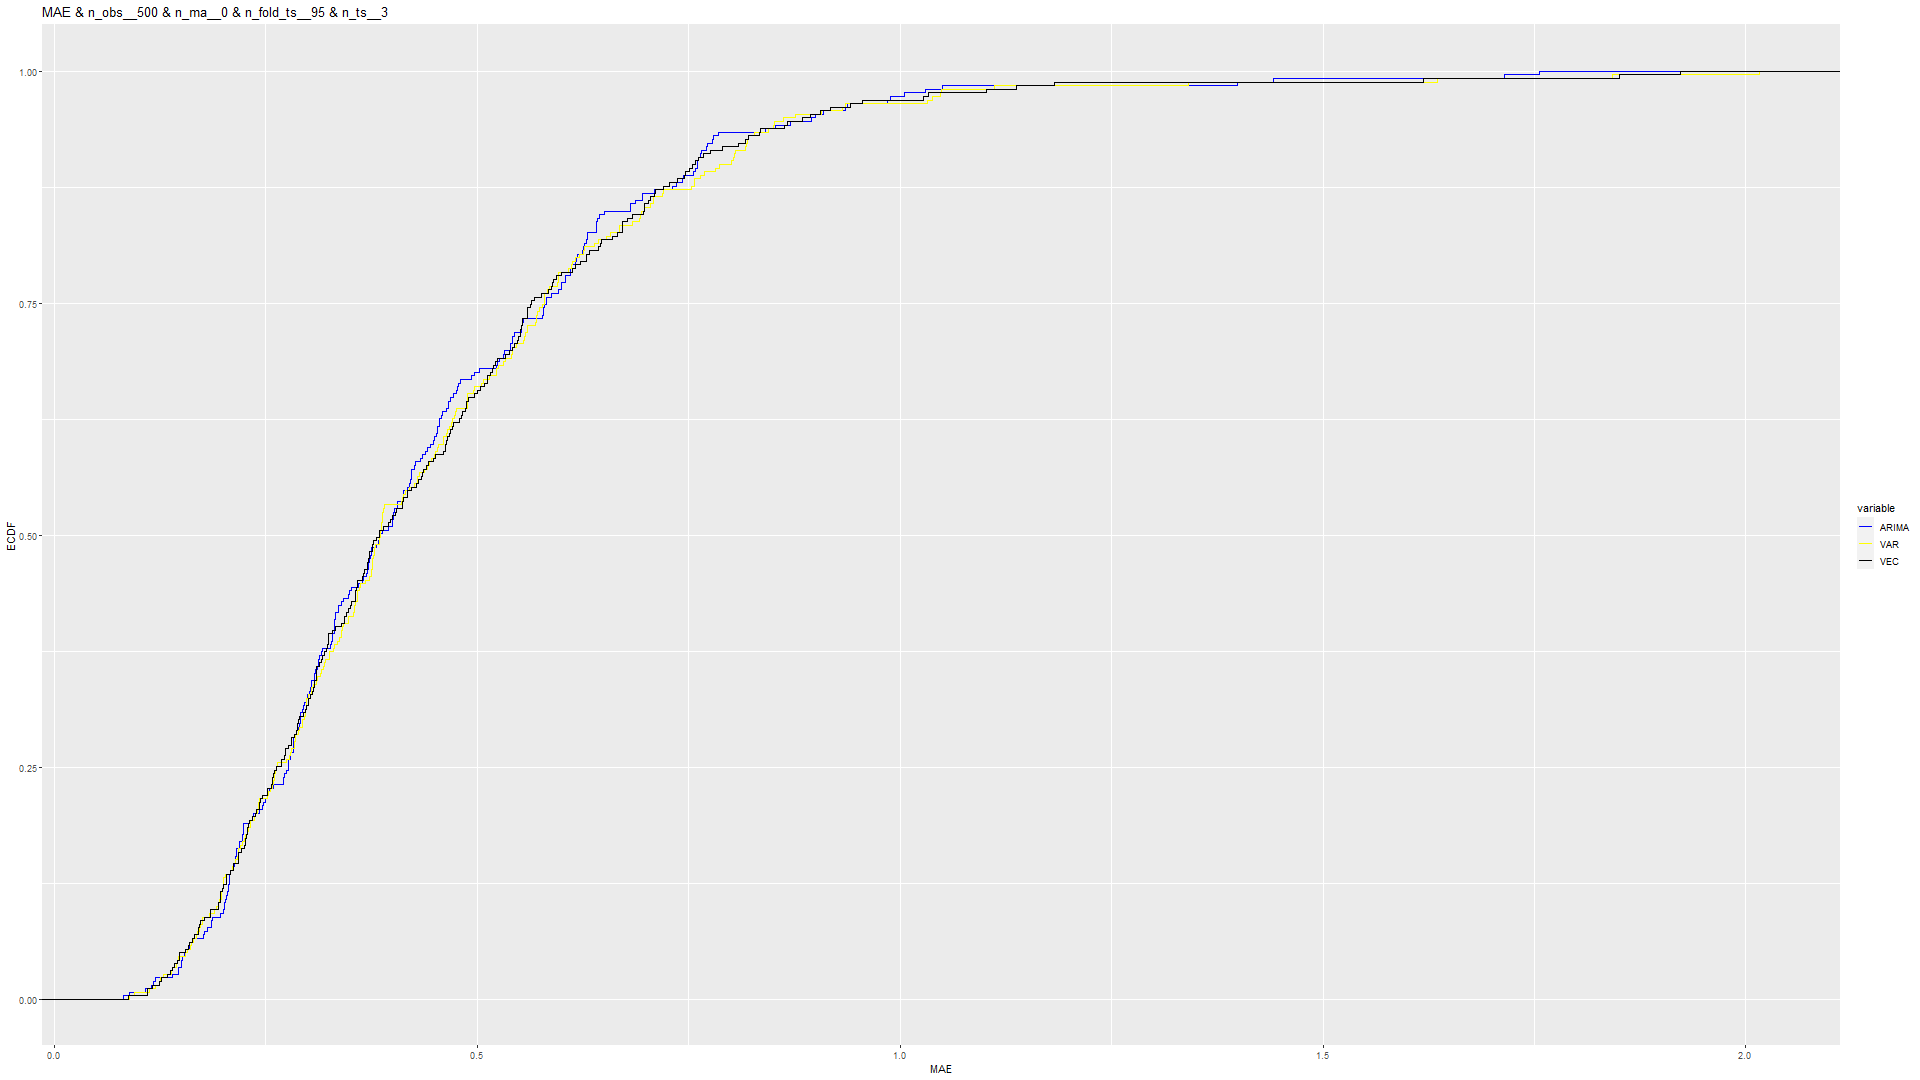 MAE & n_obs__500 & n_ma__0 & n_fold_ts__95 & n_ts__3
1.00
0.75
0.50
0.25
0.00
ECDF
0.0
0.5
1.0
1.5
2.0
MAE
variable
ARIMA
VAR
VEC